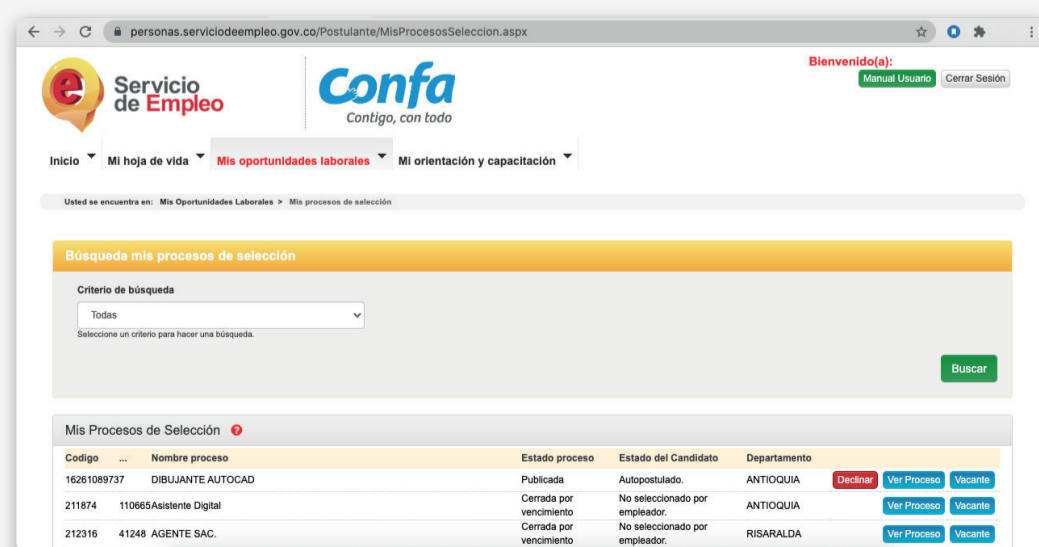 personas.serviciodeempleo.gov.co/Postulante/MisProcesosSeleccion.aspx
Bienvenido(a):
Manual Usuario Cerrar Sesión
e Servicio
de Empleo
Confa
Contigo, con todo
Inicio Mi hoja de vida Mis oportunidades laborales Mi orientación y capacitación
Usted se encuentra en: Mis Oportunidades Laborales > Mis procesos de selección
Búsqueda mis procesos de selección
Criterio de búsqueda
Todas
Seleccione un criterio para hacer una búsqueda.
Buscar
Mis Procesos de Selección ?
Codigo ... Nombre proceso Estado proceso Estado del Candidato Departamento
16261089737 DIBUJANTE AUTOCAD Publicada Autopostulado. ANTIOQUIA Declinar Ver Proceso Vacante
211874 110665 Asistente Digital Cerrada por vencimiento No seleccionado por empleador. ANTIOQUIA Ver Proceso Vacante
212316 41248 AGENTE SAC. Cerrada por vencimiento No seleccionado por empleador. RISARALDA Ver Proceso Vacante